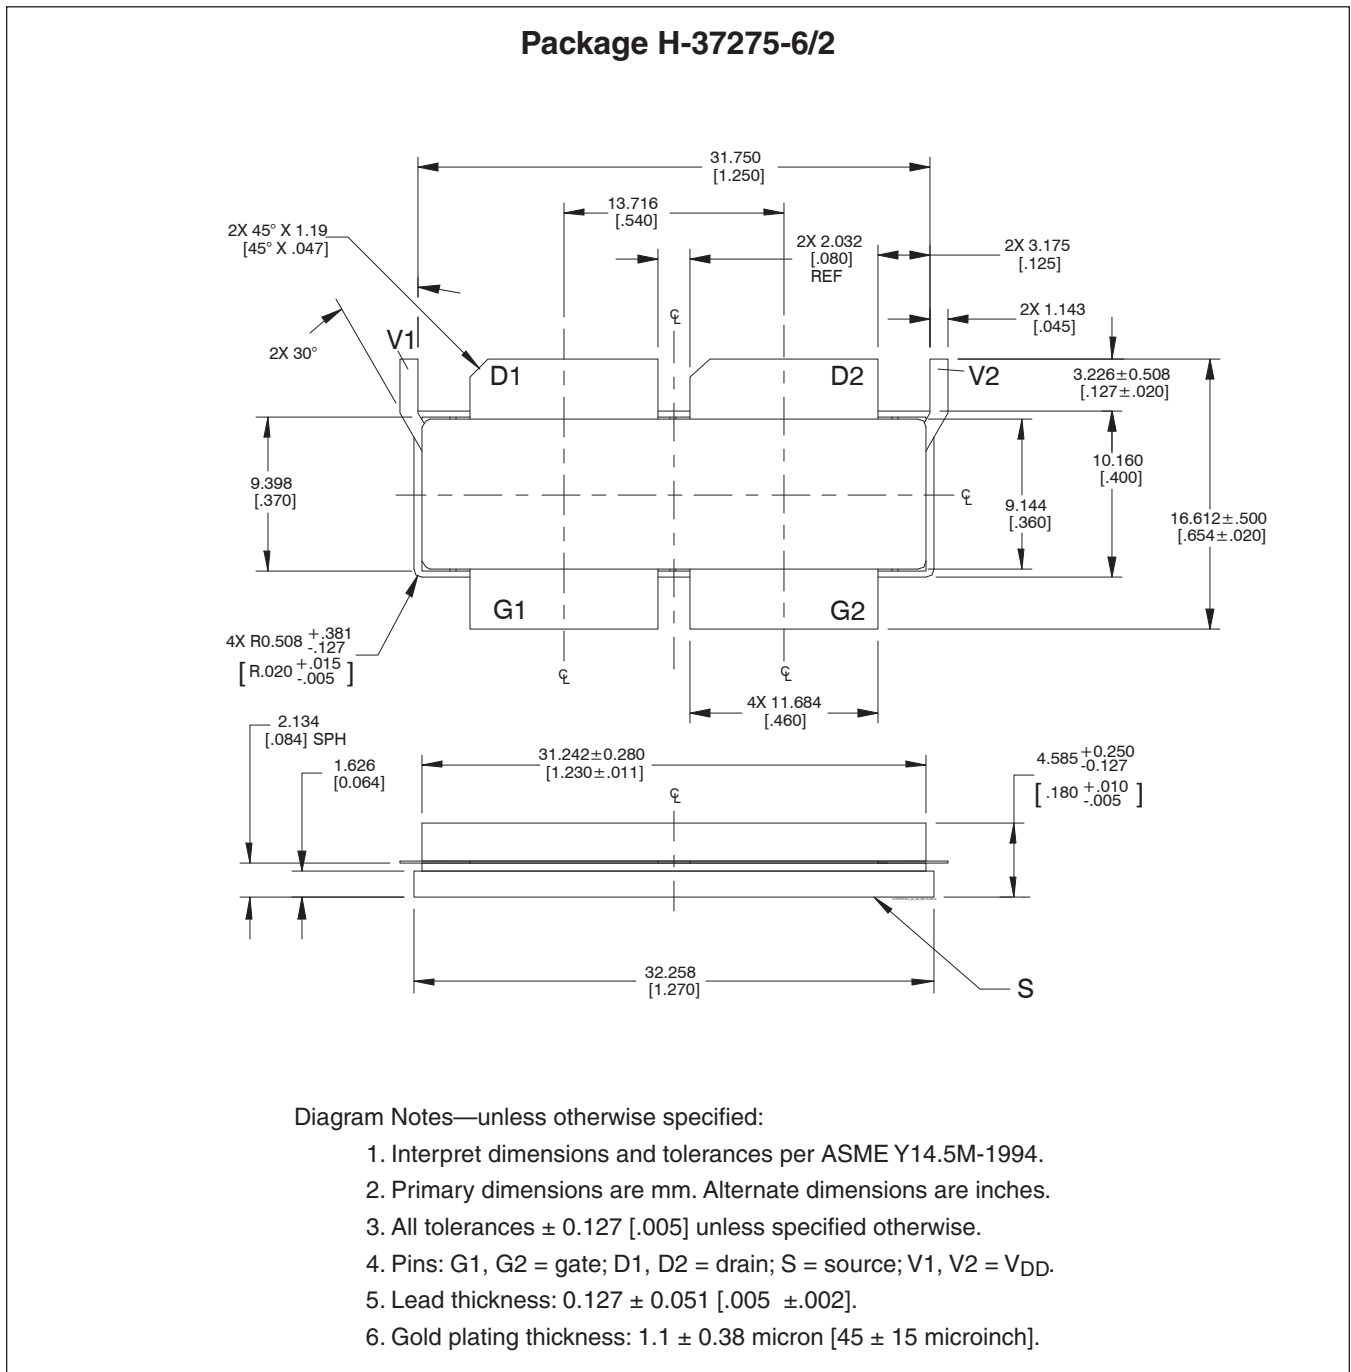 Package H-37275-6/2
31.750
[1.250]
13.716
[.540]
2X 45° X 1.19
[45° X .047]
2X 2.032
[.080]
REF
2X 3.175
[.125]
2X 1.143
[.045]
2X 30°
V1
D1
D2
V2
3.226±0.508
[.127±.020]
9.398
[.370]
10.160
[.400]
9.144
[.360]
16.612±.500
[.654±.020]
℄
℄
G1
G2
4X R0.508 +.381
-.127
[ R.020 +.015
-.005 ]
℄
℄
4X 11.684
[.460]
2.134
[.084] SPH
1.626
[0.064]
31.242±0.280
[1.230±.011]
4.585 +0.250
-0.127
[ .180 +.010
-.005 ]
℄
32.258
[1.270]
S
Diagram Notes—unless otherwise specified:
1. Interpret dimensions and tolerances per ASME Y14.5M-1994.
2. Primary dimensions are mm. Alternate dimensions are inches.
3. All tolerances ± 0.127 [.005] unless specified otherwise.
4. Pins: G1, G2 = gate; D1, D2 = drain; S = source; V1, V2 = VDD.
5. Lead thickness: 0.127 ± 0.051 [.005 ±.002].
6. Gold plating thickness: 1.1 ± 0.38 micron [45 ± 15 microinch].